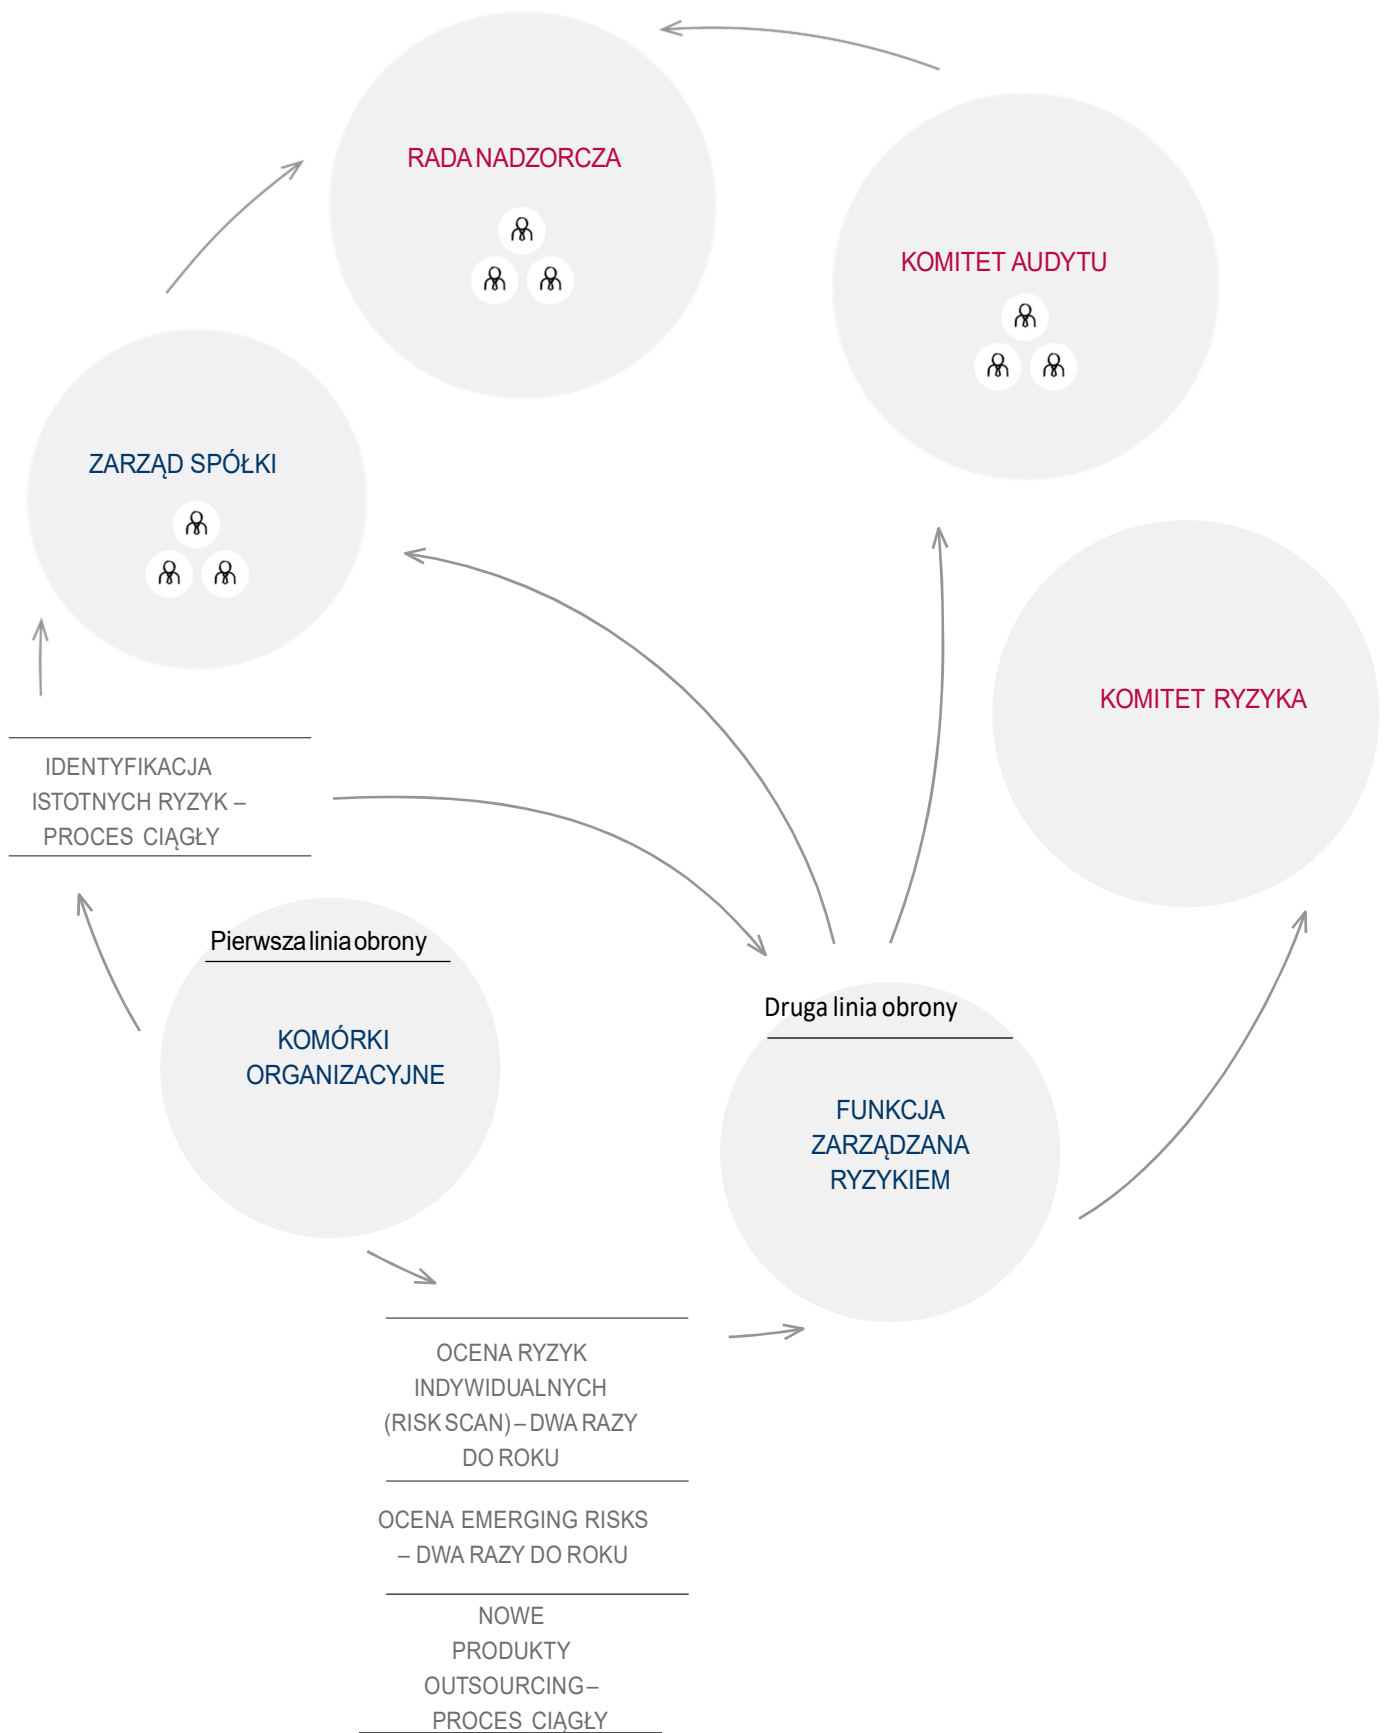 RADA NADZORCZA
KOMITET AUDYTU
ZARZĄD SPÓŁKI
KOMITET RYZYKA
IDENTYFIKACJA
ISTOTNYCH RYZYK –
PROCES CIĄGŁY
Pierwsza linia obrony
KOMÓRKI
ORGANIZACYJNE
Druga linia obrony
FUNKCJA
ZARZĄDZANA
RYZYKIEM
OCENA RYZYK
INDYWIDUALNYCH
(RISK SCAN) – DWA RAZY
DO ROKU
OCENA EMERGING RISKS
– DWA RAZY DO ROKU
NOWE
PRODUKTY
OUTSOURCING –
PROCES CIĄGŁY